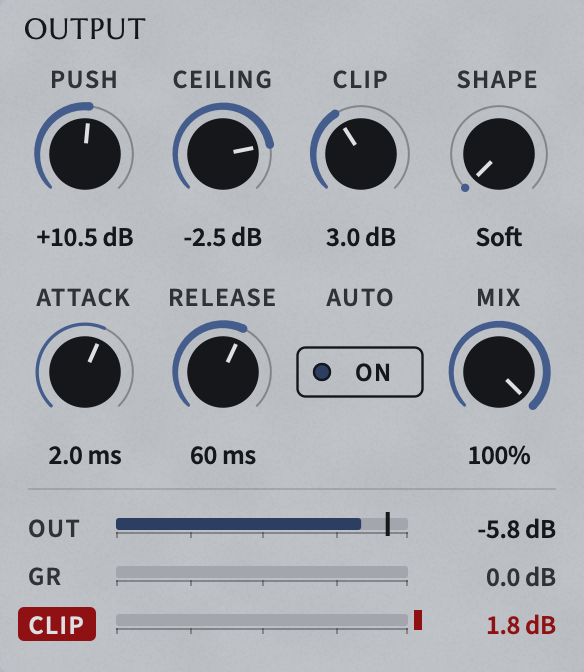 OUTPUT
PUSH CEILING CLIP SHAPE
+10.5 dB -2.5 dB 3.0 dB Soft
ATTACK RELEASE AUTO MIX
ON
2.0 ms 60 ms 100%
OUT -5.8 dB
GR 0.0 dB
CLIP 1.8 dB